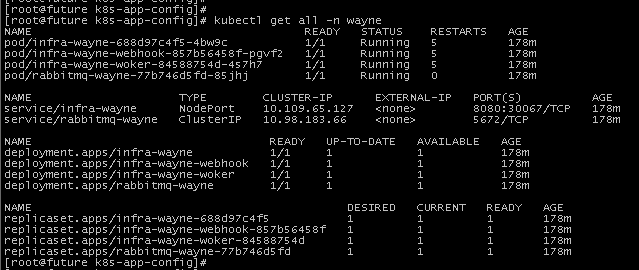 [root@future k8s-app-config]#
[root@future k8s-app-config]#
[root@future k8s-app-config]# kubectl get all -n wayne
NAME READY STATUS RESTARTS AGE
pod/infra-wayne-688d97c4f5-4bw9c 1/1 Running 5 178m
pod/infra-wayne-webhook-857b56458f-pgvf2 1/1 Running 5 178m
pod/infra-wayne-woker-84588754d-4s7h7 1/1 Running 5 178m
pod/rabbitmq-wayne-77b746d5fd-85jhj 1/1 Running 0 178m
NAME TYPE CLUSTER-IP EXTERNAL-IP PORT(S) AGE
service/infra-wayne NodePort 10.109.65.127 <none> 8080:30067/TCP 178m
service/rabbitmq-wayne ClusterIP 10.98.183.66 <none> 5672/TCP 178m
NAME READY UP-TO-DATE AVAILABLE AGE
deployment.apps/infra-wayne 1/1 1 1 178m
deployment.apps/infra-wayne-webhook 1/1 1 1 178m
deployment.apps/infra-wayne-woker 1/1 1 1 178m
deployment.apps/rabbitmq-wayne 1/1 1 1 178m
NAME DESIRED CURRENT READY AGE
replicaset.apps/infra-wayne-688d97c4f5 1 1 1 178m
replicaset.apps/infra-wayne-webhook-857b56458f 1 1 1 178m
replicaset.apps/infra-wayne-woker-84588754d 1 1 1 178m
replicaset.apps/rabbitmq-wayne-77b746d5fd 1 1 1 178m
[root@future k8s-app-config]#